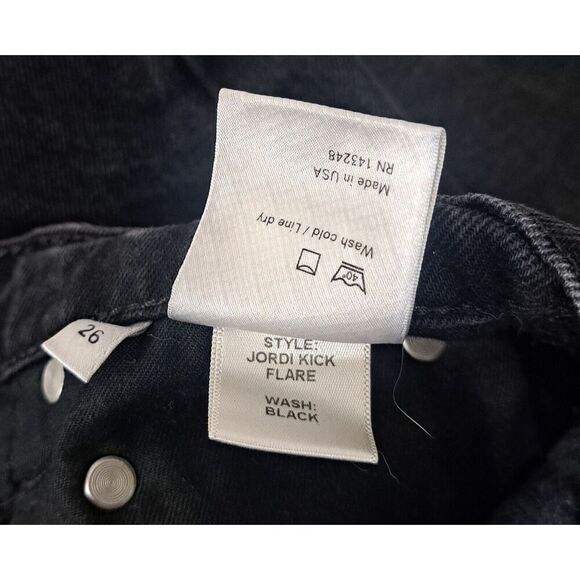 40°
Wash cold / Line dry
Made in USA
RN 143248
26
STYLE:
JORDI KICK
FLARE
WASH:
BLACK